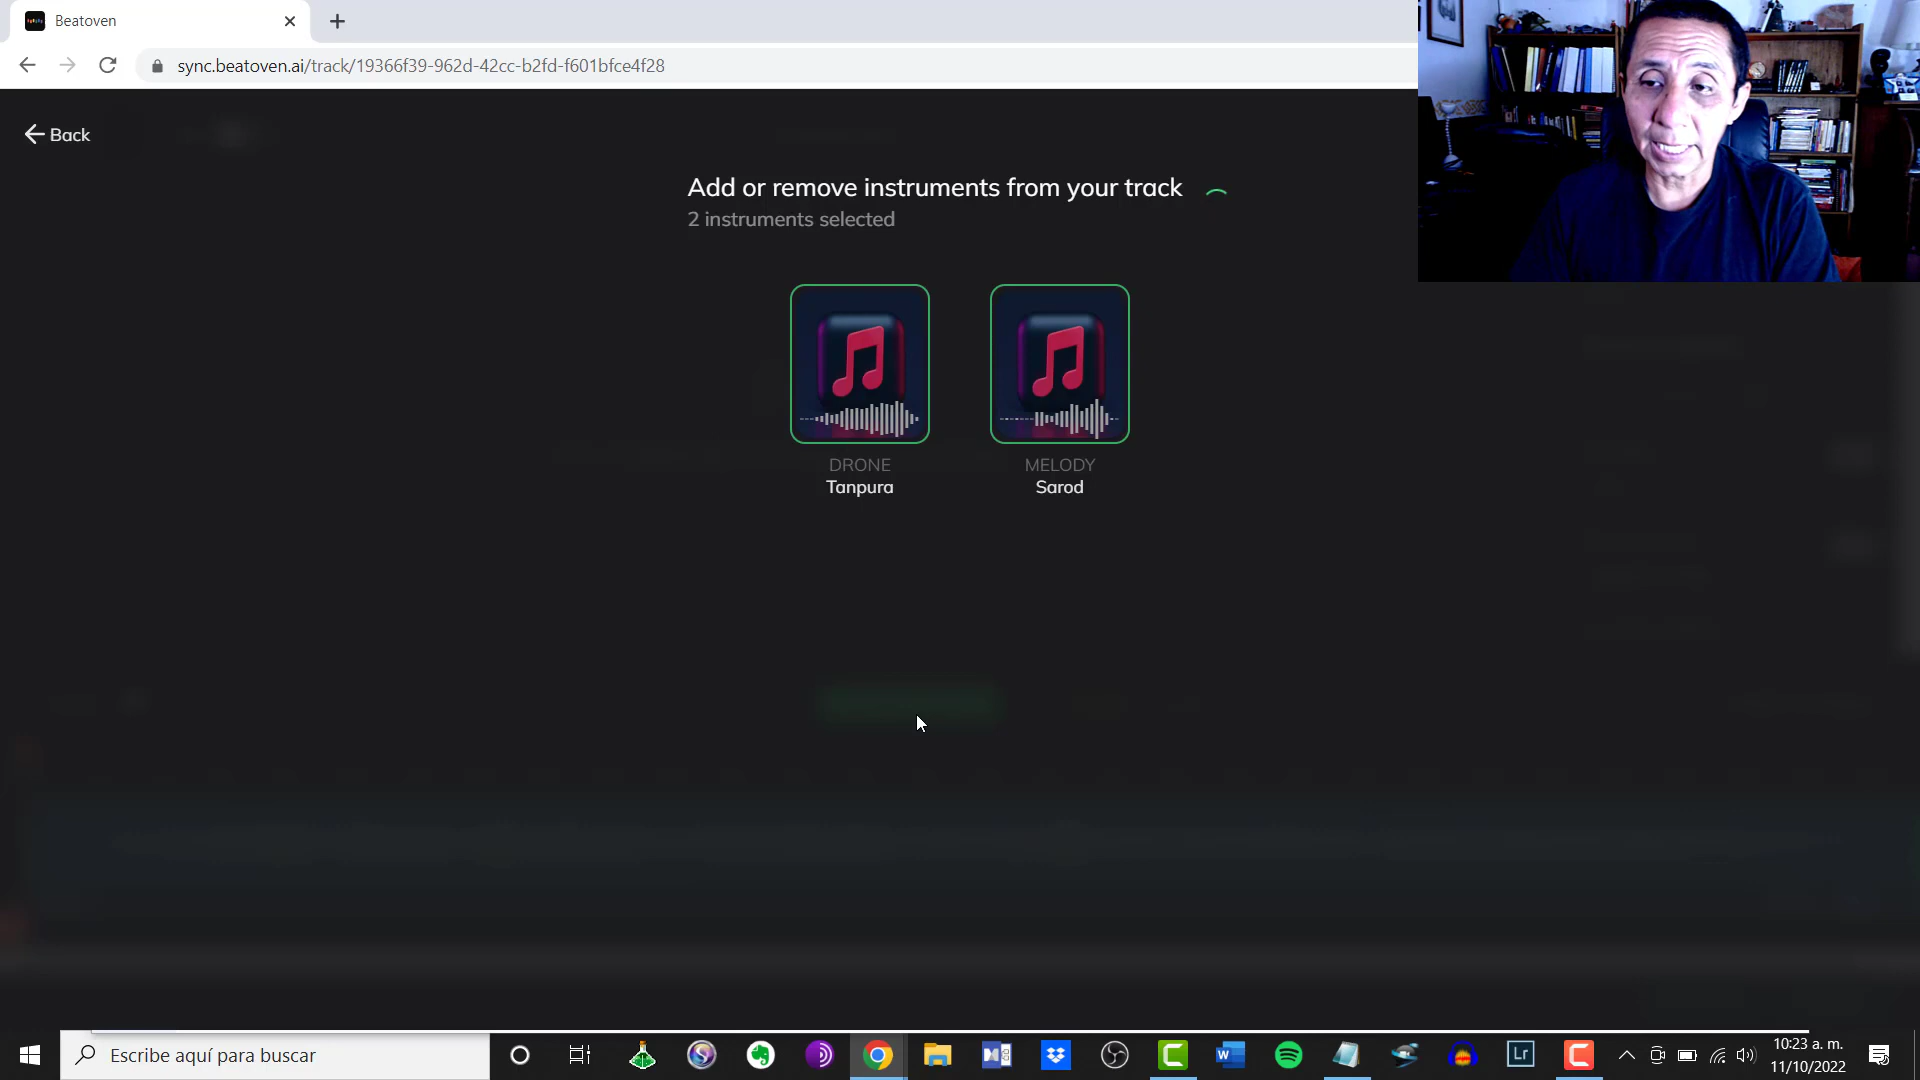 Beatoven
sync.beatoven.ai/track/19366f39-962d-42cc-b2fd-f601bfce4f28
Back
Add or remove instruments from your track
2 instruments selected
DRONE
Tanpura
MELODY
Sarod
Escribe aquí para buscar
W
Lr
10:23 a. m.
11/10/2022